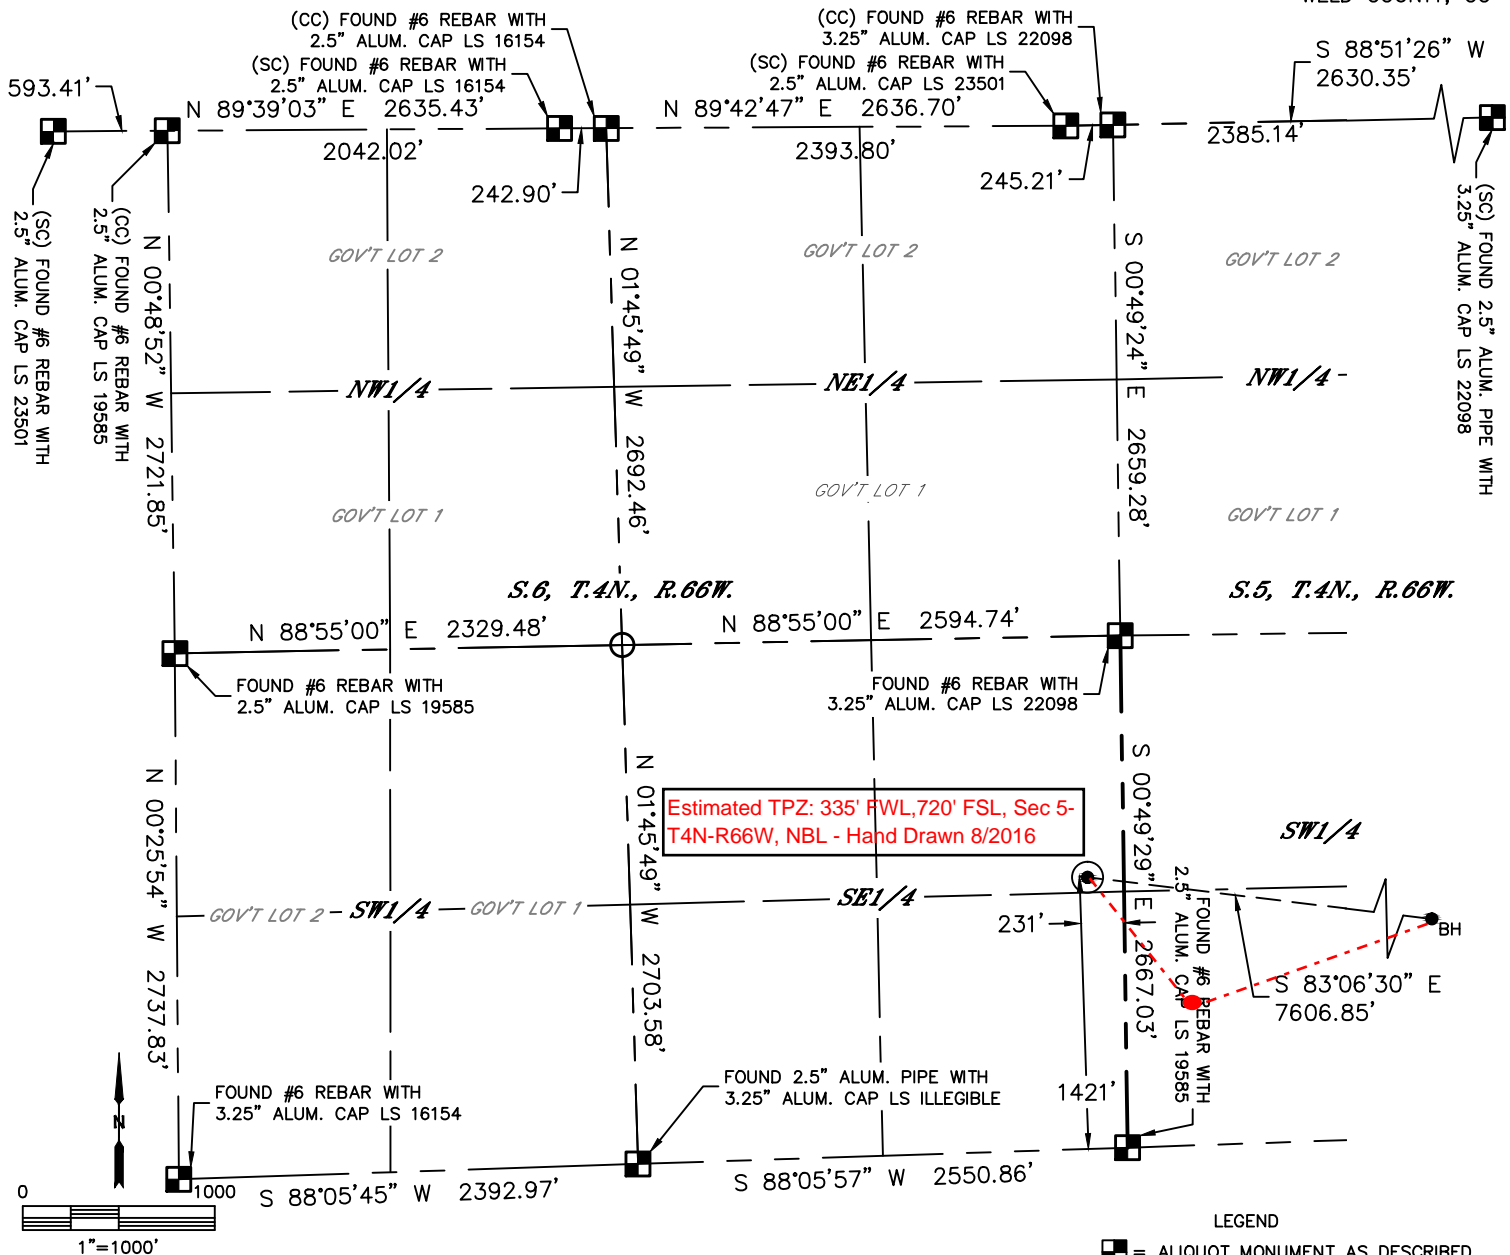 (CC) FOUND #6 REBAR WITH
2.5" ALUM. CAP LS 16154
(SC) FOUND #6 REBAR WITH
2.5" ALUM. CAP LS 16154
(CC) FOUND #6 REBAR WITH
3.25" ALUM. CAP LS 22098
(SC) FOUND #6 REBAR WITH
2.5" ALUM. CAP LS 23501
S 88°51'26" W
2630.35'
593.41'
N 89°39'03" E 2635.43'
N 89°42'47" E 2636.70'
2042.02'
242.90'
2393.80'
245.21'
2385.14'
(SC) FOUND #6 REBAR WITH
2.5" ALUM. CAP LS 23501
(CC) FOUND #6 REBAR WITH
2.5" ALUM. CAP LS 19585
(SC) FOUND 2.5" ALUM. PIPE WITH
3.25" ALUM. CAP LS 22098
N 00°48'52" W 2721.85'
N 01°45'49" W 2692.46'
S 00°49'24" E 2659.28'
GOV'T LOT 2
GOV'T LOT 2
GOV'T LOT 2
NW1/4
NE1/4
NW1/4
GOV'T LOT 1
GOV'T LOT 1
GOV'T LOT 1
S.6, T.4N., R.66W.
S.5, T.4N., R.66W.
N 88°55'00" E 2329.48'
N 88°55'00" E 2594.74'
FOUND #6 REBAR WITH
2.5" ALUM. CAP LS 19585
FOUND #6 REBAR WITH
3.25" ALUM. CAP LS 22098
N 00°25'54" W 2737.83'
N 01°45'49" W 2703.58'
S 00°49'29" E 2667.03'
Estimated TPZ: 335' FWL,720' FSL, Sec 5-
T4N-R66W, NBL - Hand Drawn 8/2016
SW1/4
FOUND #6 REBAR WITH
2.5" ALUM. CAP LS 19585
GOV'T LOT 2
SW1/4
GOV'T LOT 1
SE1/4
231'
BH
S 83°06'30" E
7606.85'
1421'
FOUND #6 REBAR WITH
3.25" ALUM. CAP LS 16154
FOUND 2.5" ALUM. PIPE WITH
3.25" ALUM. CAP LS ILLEGIBLE
N
S 88°05'45" W 2392.97'
S 88°05'57" W 2550.86'
0 1000
1"=1000'
LEGEND
= ALIQUOT MONUMENT AS DESCRIBED